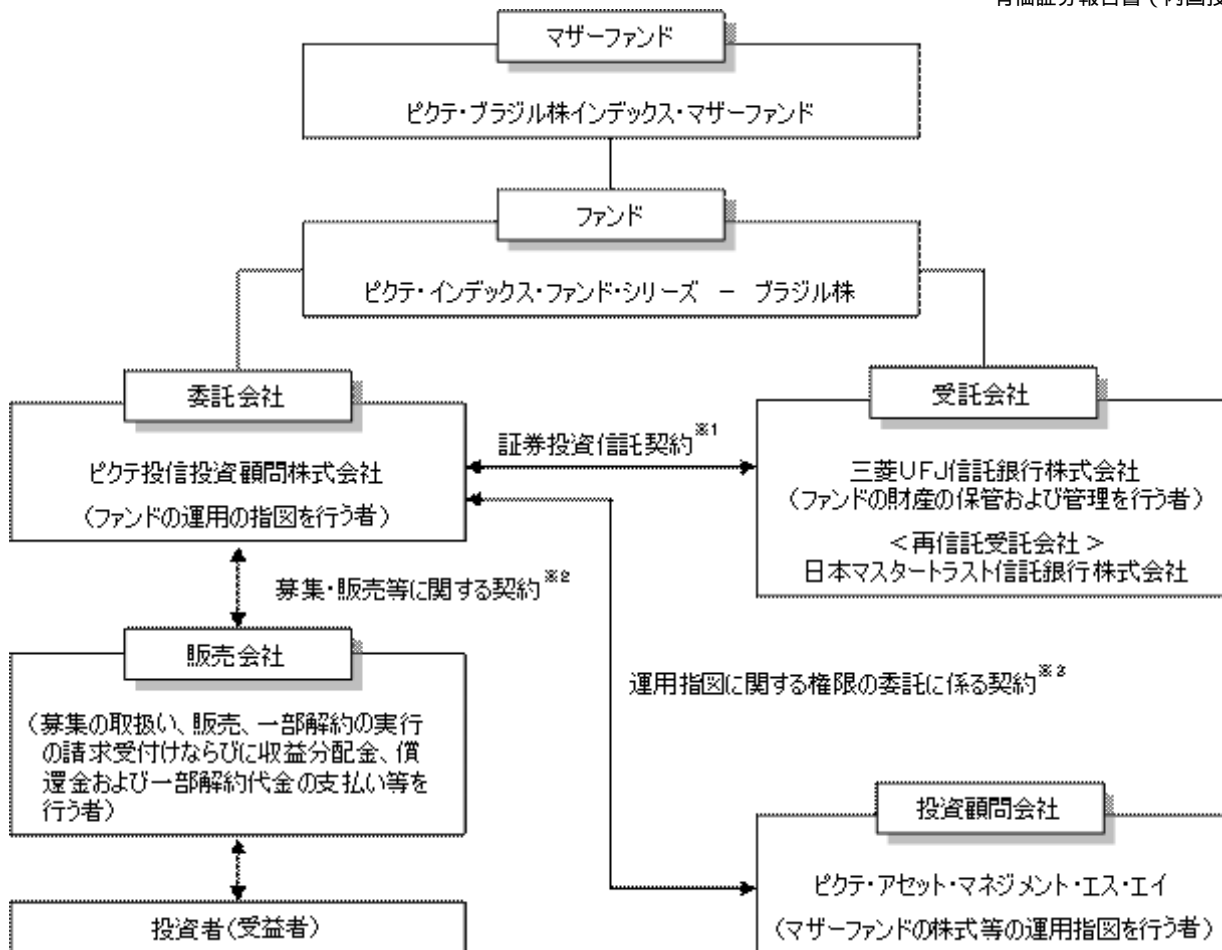 マザーファンド
ピクテ・ブラジル株インデックス・マザーファンド
ファンド
ピクテ・インデックス・ファンド・シリーズ － ブラジル株
委託会社
ピクテ投信投資顧問株式会社
（ファンドの運用の指図を行う者）
証券投資信託契約※1
受託会社
三菱UFJ信託銀行株式会社
（ファンドの財産の保管および管理を行う者）
＜再信託受託会社＞
日本マスタートラスト信託銀行株式会社
募集・販売等に関する契約※2
販売会社
（募集の取扱い、販売、一部解約の実行
の請求受付けならびに収益分配金、償
還金および一部解約代金の支払い等を
行う者）
運用指図に関する権限の委託に係る契約※3
投資顧問会社
ピクテ・アセット・マネジメント・エス・エイ
（マザーファンドの株式等の運用指図を行う者）
投資者（受益者）